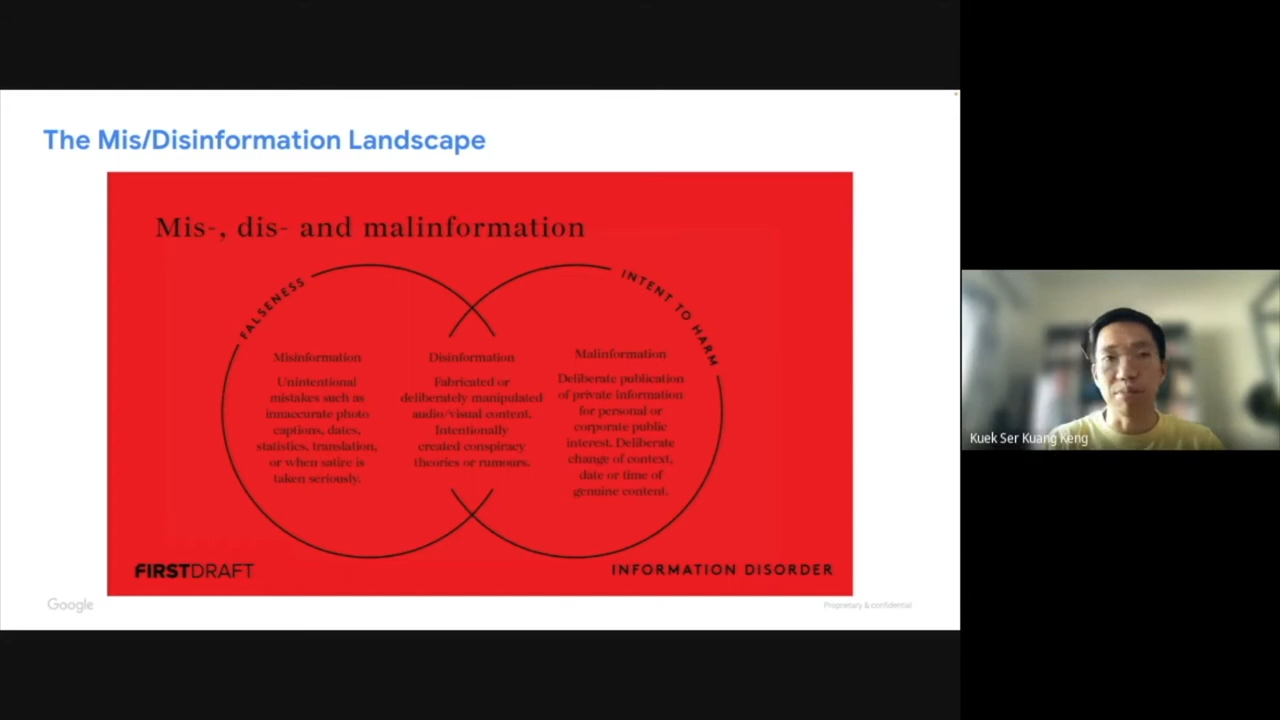 The Mis/Disinformation Landscape
Mis-, dis- and malinformation
FALSENESS
INTENT TO HARM
Misinformation
Unintentional
mistakes such as
innaccurate photo
captions, dates,
statistics, translation,
or when satire is
taken seriously.
Disinformation
Fabricated or
deliberately manipulated
audio/visual content.
Intentionally
created conspiracy
theories or rumours.
Malinformation
Deliberate publication
of private information
for personal or
corporate public
interest. Deliberate
change of context,
date or time of
genuine content.
FIRSTDRAFT
INFORMATION DISORDER
Google
Proprietary & confidential
Kuek Ser Kuang Keng